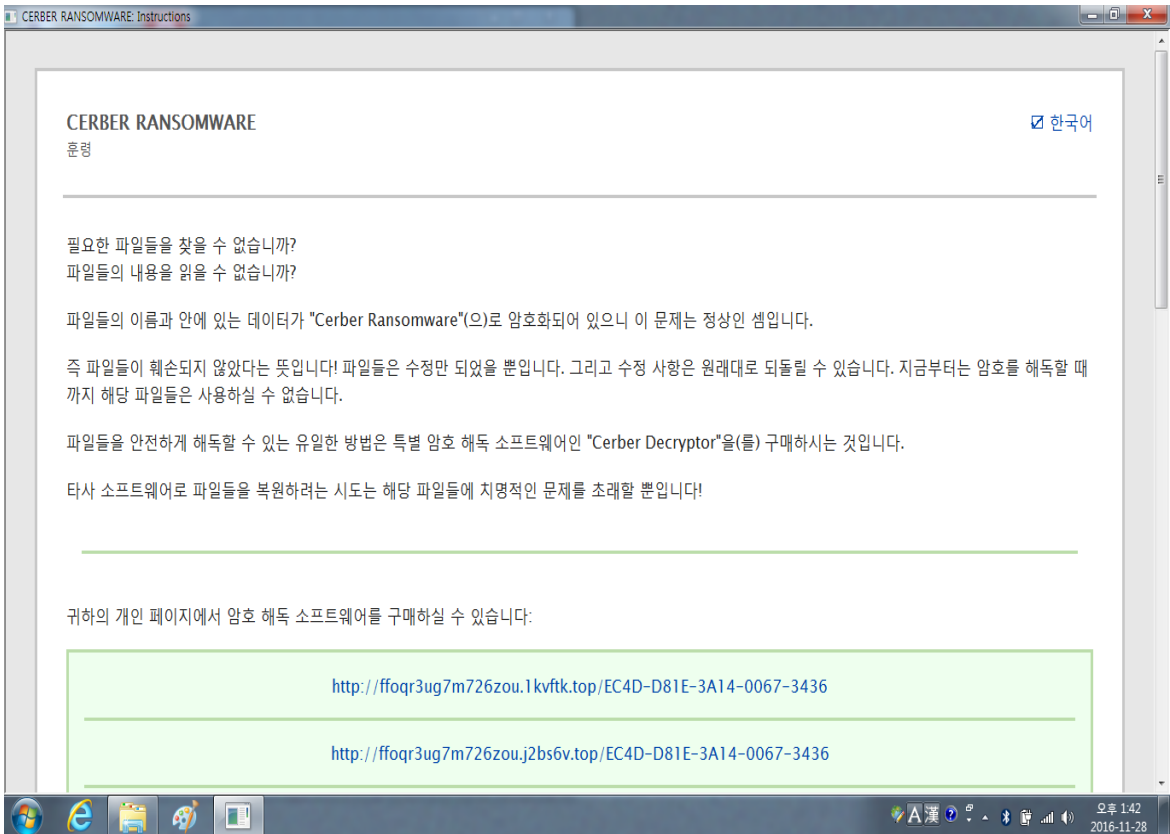 CERBER RANSOMWARE: Instructions
CERBER RANSOMWARE
한국어
훈령
필요한 파일들을 찾을 수 없습니까?
파일들의 내용을 읽을 수 없습니까?
파일들의 이름과 안에 있는 데이터가 "Cerber Ransomware"(으)로 암호화되어 있으니 이 문제는 정상인 셈입니다.
즉 파일들이 훼손되지 않았다는 뜻입니다! 파일들은 수정만 되었을 뿐입니다. 그리고 수정 사항은 원래대로 되돌릴 수 있습니다. 지금부터는 암호를 해독할 때
까지 해당 파일들은 사용하실 수 없습니다.
파일들을 안전하게 해독할 수 있는 유일한 방법은 특별 암호 해독 소프트웨어인 "Cerber Decryptor"을(를) 구매하시는 것입니다.
타사 소프트웨어로 파일들을 복원하려는 시도는 해당 파일들에 치명적인 문제를 초래할 뿐입니다!
귀하의 개인 페이지에서 암호 해독 소프트웨어를 구매하실 수 있습니다:
http://ffoqr3ug7m726zou.1kvftk.top/EC4D-D81E-3A14-0067-3436
http://ffoqr3ug7m726zou.j2bs6v.top/EC4D-D81E-3A14-0067-3436
A 漢
오후 1:42
2016-11-28